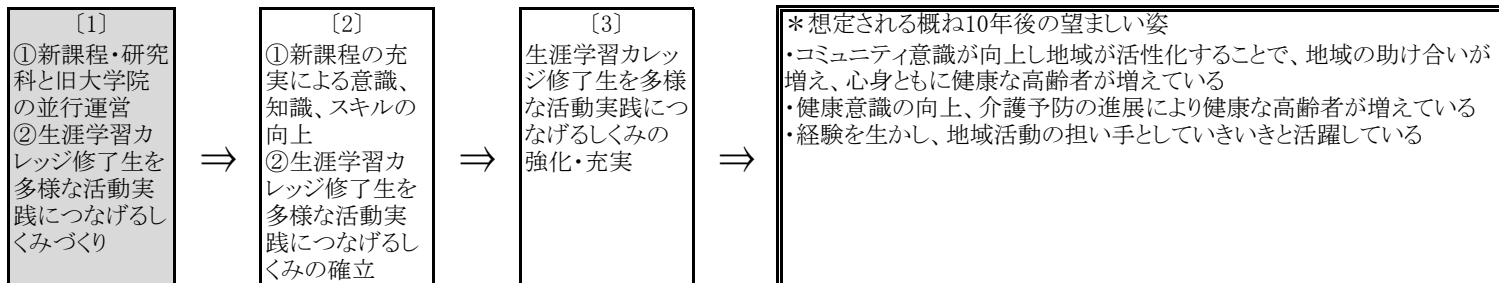 〔1〕
①新課程・研究
科と旧大学院
の並行運営
②生涯学習カ
レッジ修了生を
多様な活動実
践につなげるし
くみづくり
⇒
〔2〕
①新課程の充
実による意識、
知識、スキルの
向上
②生涯学習カ
レッジ修了生を
多様な活動実
践につなげるし
くみの確立
⇒
〔3〕
生涯学習カレッ
ジ修了生を多様
な活動実践につ
なげるしくみの
強化・充実
⇒
＊想定される概ね10年後の望ましい姿
・コミュニティ意識が向上し地域が活性化することで、地域の助け合いが
増え、心身ともに健康な高齢者が増えている
・健康意識の向上、介護予防の進展により健康な高齢者が増えている
・経験を生かし、地域活動の担い手としていきいきと活躍している